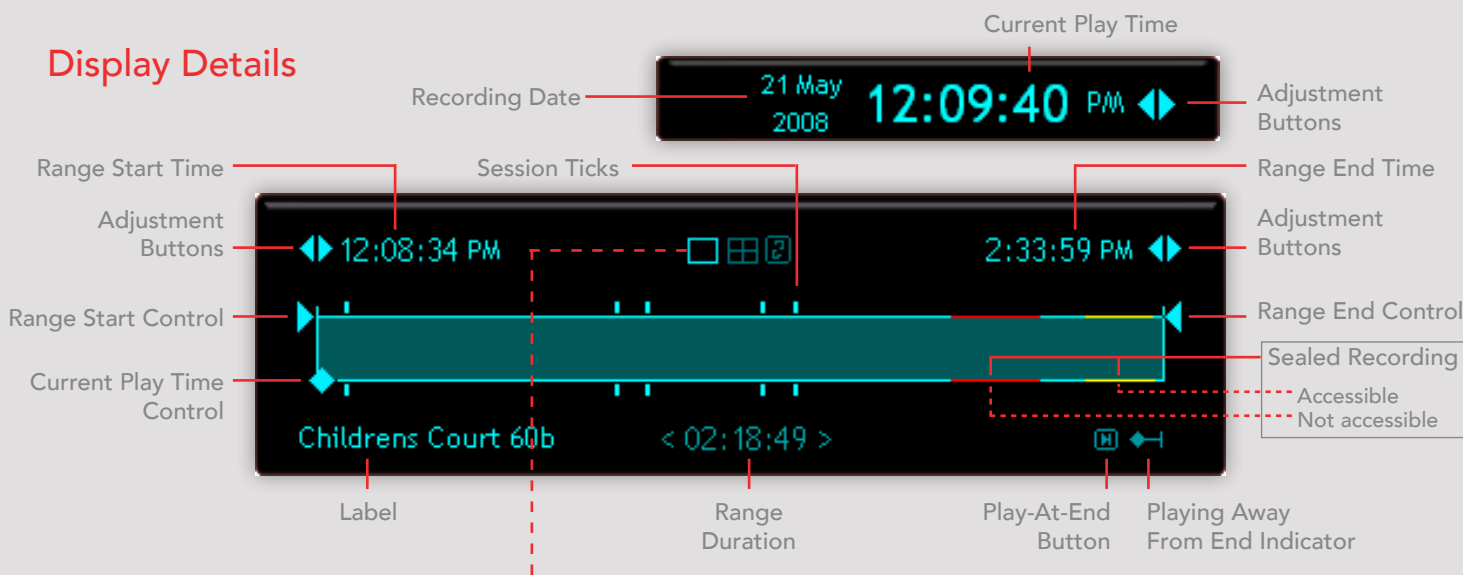 Display Details
Current Play Time
Recording Date
21 May
2008
12:09:40 PM
Adjustment
Buttons
Range Start Time
Session Ticks
Range End Time
Adjustment
Buttons
12:08:34 PM
2:33:59 PM
Adjustment
Buttons
Range Start Control
Range End Control
Current Play Time
Control
Sealed Recording
Accessible
Not accessible
Childrens Court 60b
< 02:18:49 >
Label
Range
Duration
Play-At-End
Button
Playing Away
From End Indicator